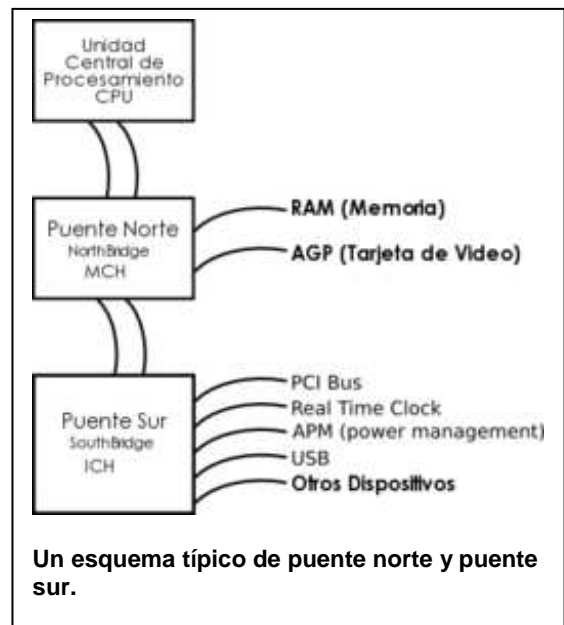 Unidad
Central de
Procesamiento
CPU
Puente Norte
NorthBridge
MCH
RAM (Memoria)
AGP (Tarjeta de Video)
Puente Sur
SouthBridge
ICH
PCI Bus
Real Time Clock
APM (power management)
USB
Otros Dispositivos
Un esquema típico de puente norte y puente
sur.